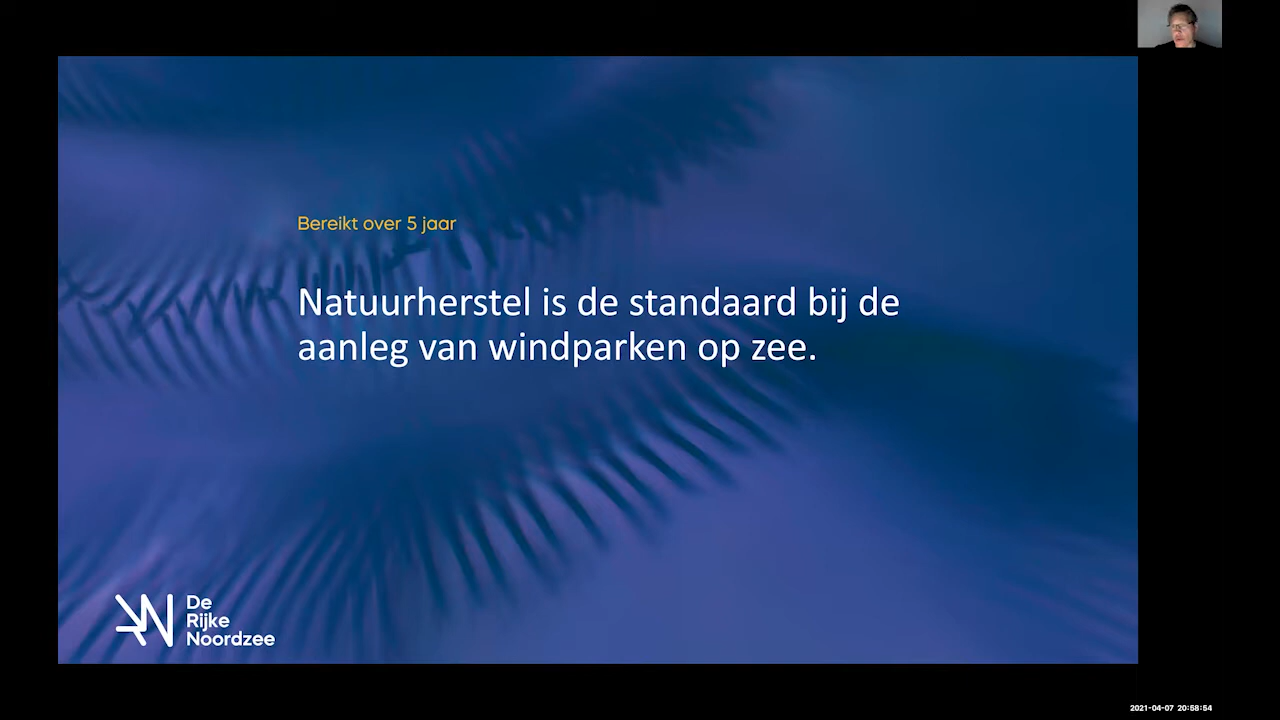 Bereikt over 5 jaar
Natuurherstel is de standaard bij de
aanleg van windparken op zee.
De
Rijke
Noordzee
2021-04-07 20:58:54